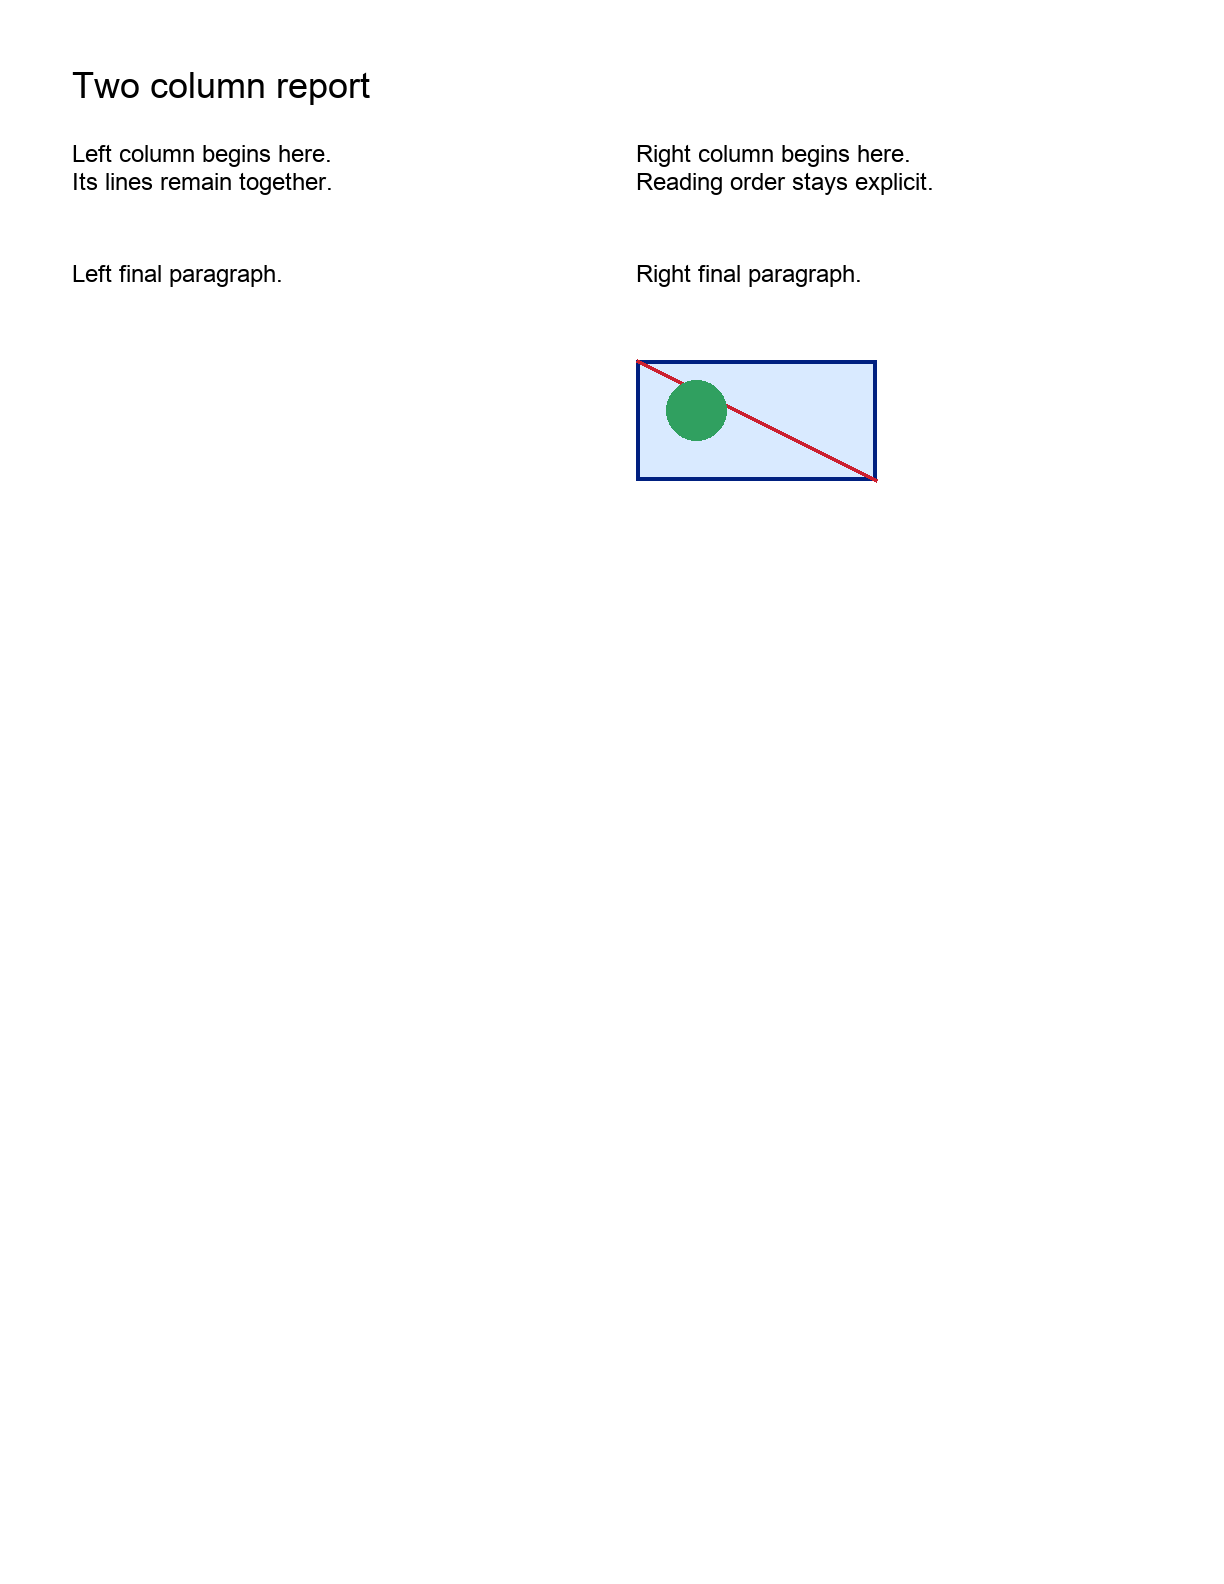 Two column report
Left column begins here.
Its lines remain together.
Left final paragraph.
Right column begins here.
Reading order stays explicit.
Right final paragraph.